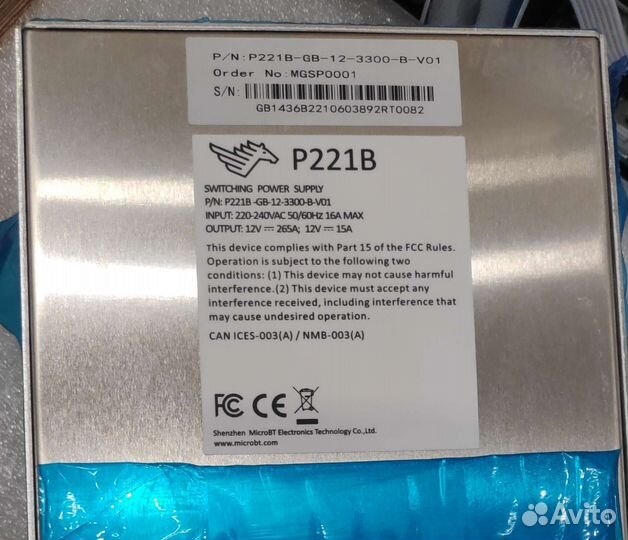 P/N:P221B-GB-12-3300-B-V01
Order No:MGSP0001
S/N:
GB1436B2210603892RT0082
P221B
SWITCHING POWER SUPPLY
P/N: P221B -GB-12-3300-B-V01
INPUT: 220-240VAC 50/60Hz 16A MAX
OUTPUT: 12V ⎓ 265A; 12V ⎓ 15A
This device complies with Part 15 of the FCC Rules.
Operation is subject to the following two
conditions: (1) This device may not cause harmful
interference.(2) This device must accept any
interference received, including interference that
may cause undesired operation.
CAN ICES-003(A) / NMB-003(A)
FC CE
Shenzhen MicroBT Electronics Technology Co.,Ltd.
www.microbt.com
Avito